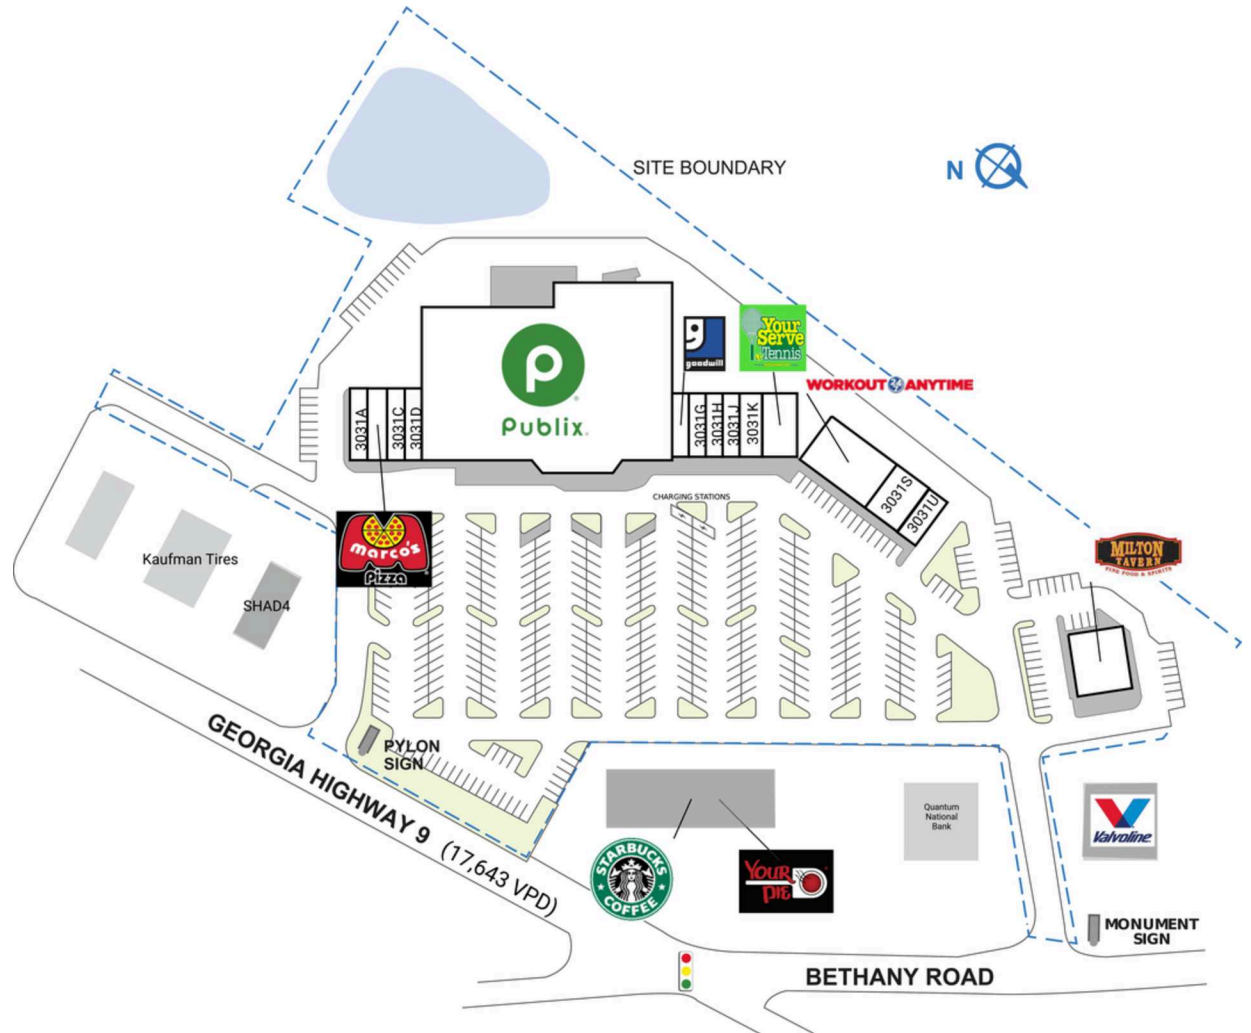 SITE BOUNDARY
N
Publix.
goodwill
Your
Serve
Tennis
WORKOUT ANYTIME
3031A
3031C
3031D
3031G
3031H
3031J
3031K
3031S
3031U
CHARGING STATIONS
marco's
Pizza
MILTON
TAVERN
FINE FOOD & SPIRITS
Kaufman Tires
SHAD4
PYLON
SIGN
GEORGIA HIGHWAY 9 (17,643 VPD)
STARBUCKS
COFFEE
YOUR
PIE
Quantum
National
Bank
Valvoline
MONUMENT
SIGN
BETHANY ROAD